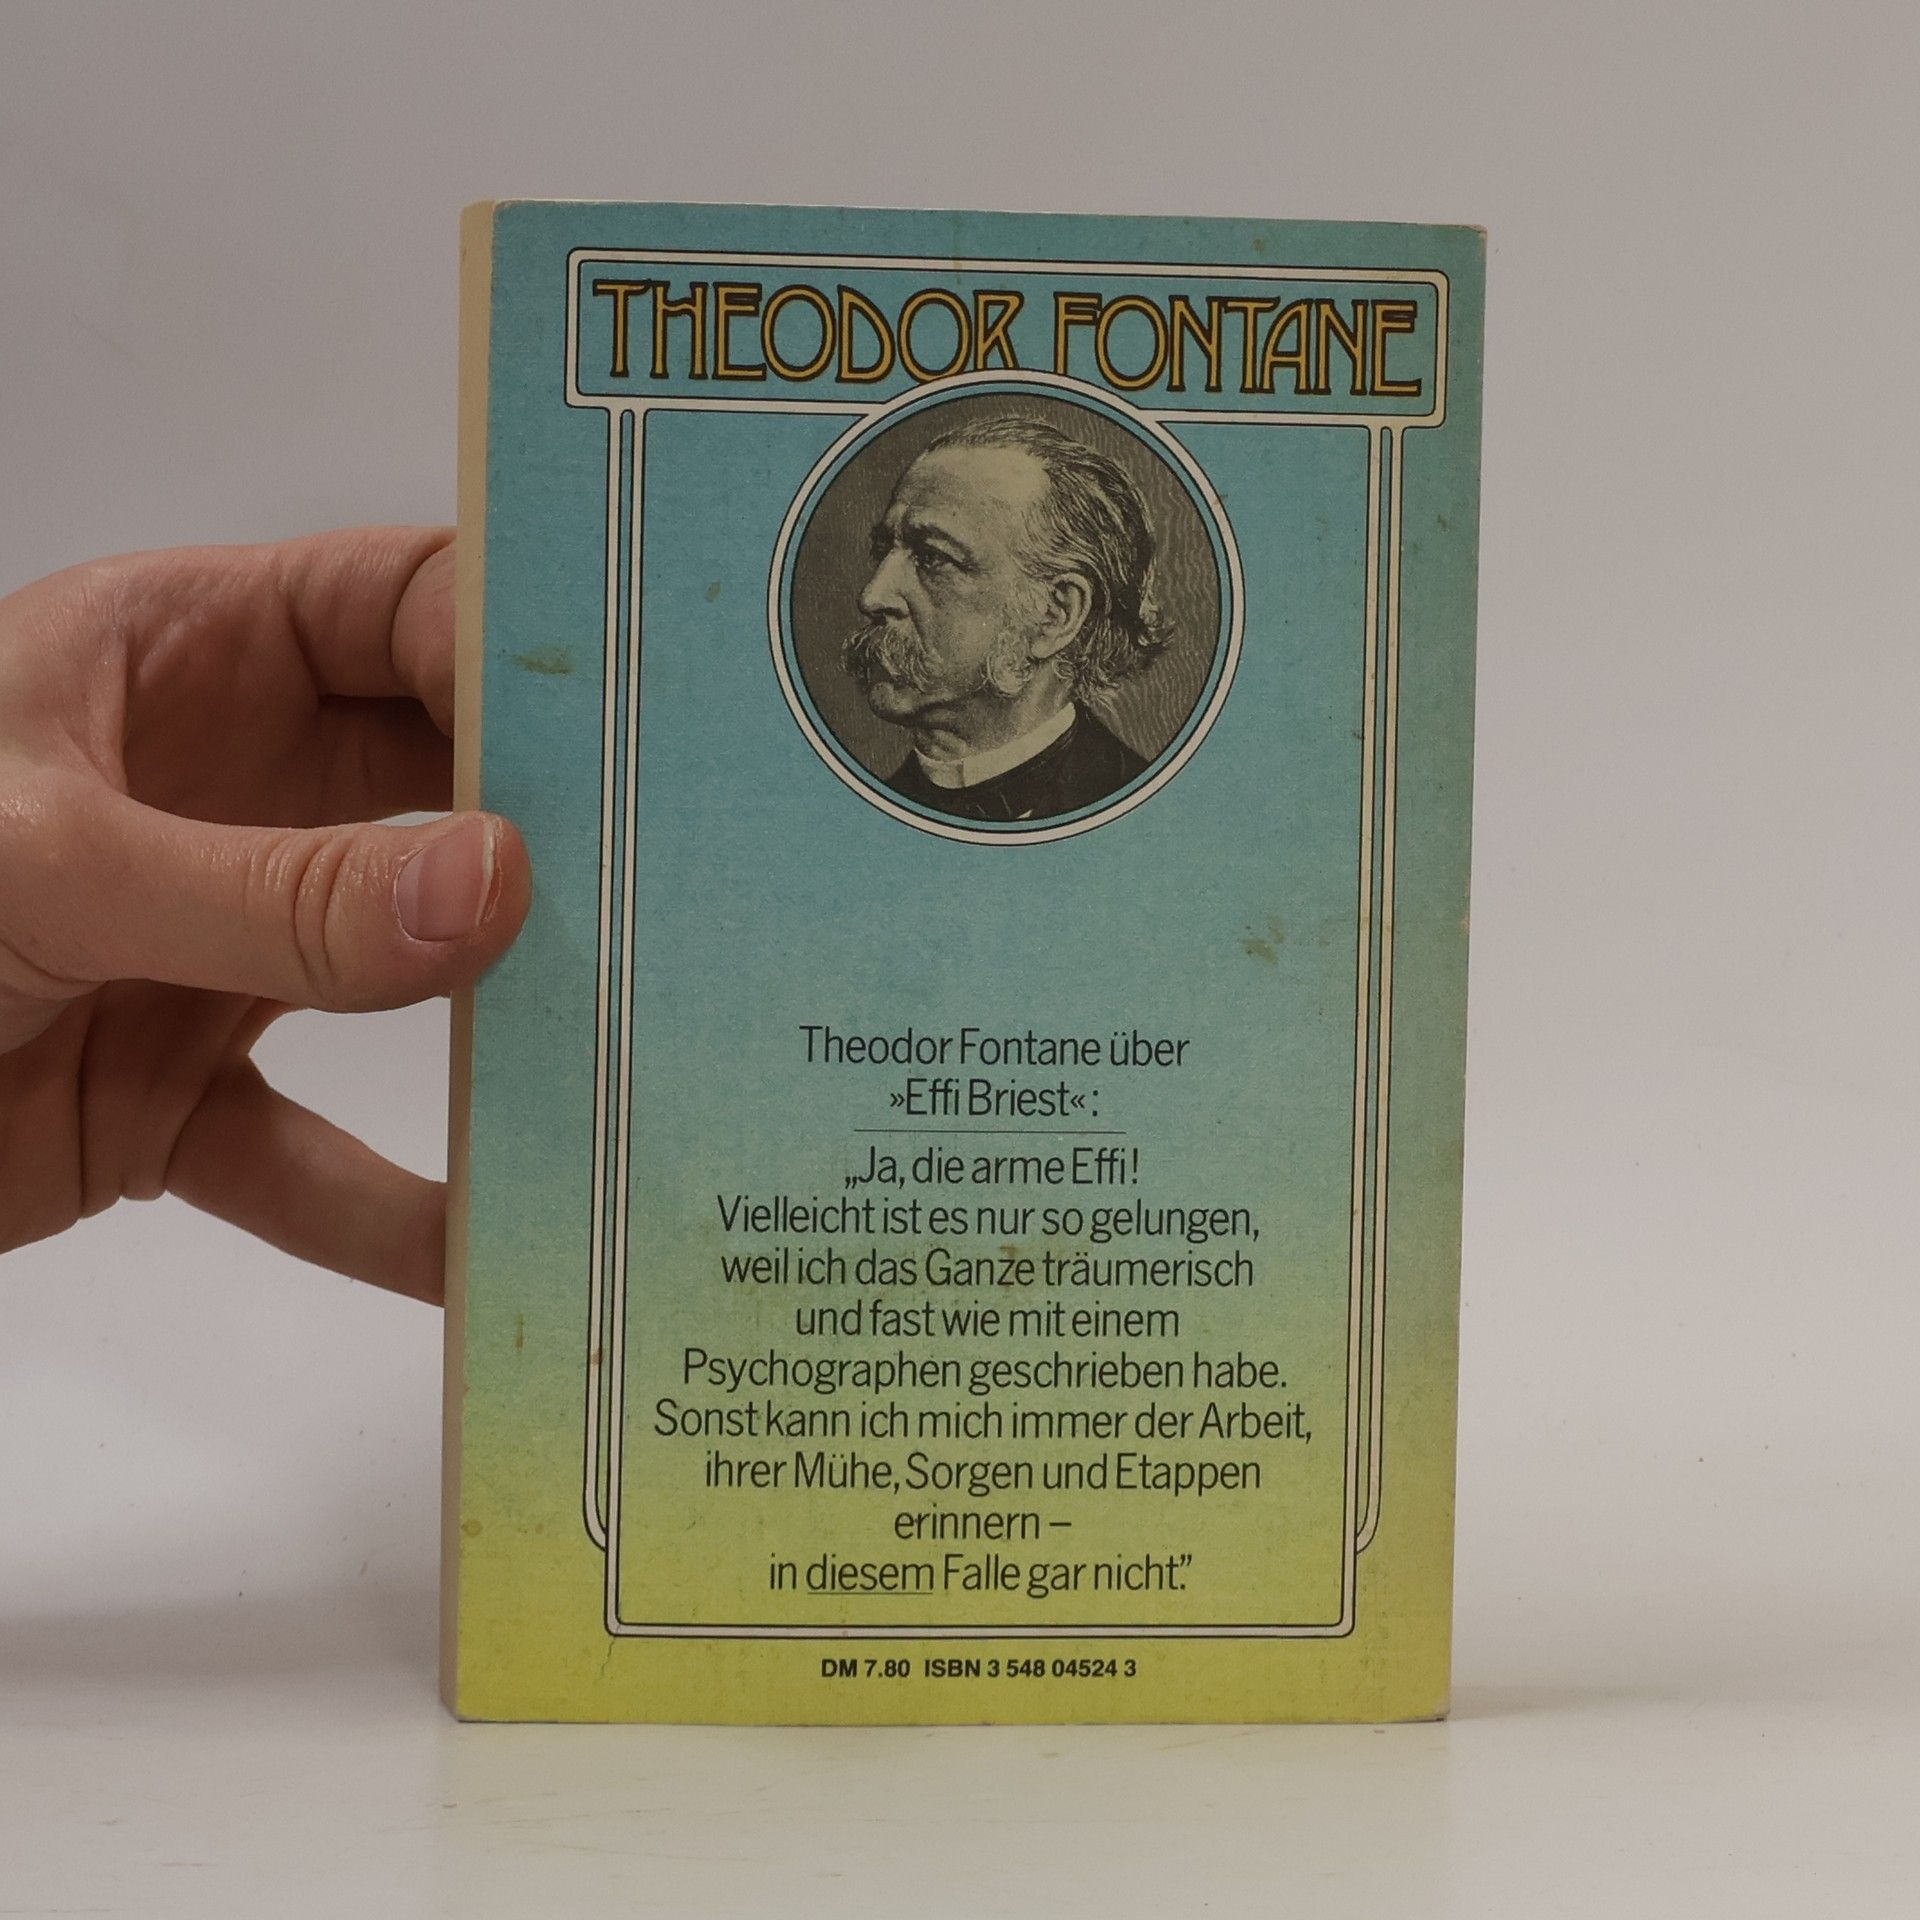 THEODOR FONTANE
Theodor Fontane über
»Effi Briest«:
„Ja, die arme Effi!
Vielleicht ist es nur so gelungen,
weil ich das Ganze träumerisch
und fast wie mit einem
Psychographen geschrieben habe.
Sonst kann ich mich immer der Arbeit,
ihrer Mühe, Sorgen und Etappen
erinnern –
in diesem Falle gar nicht.”
DM 7.80 ISBN 3 548 04524 3